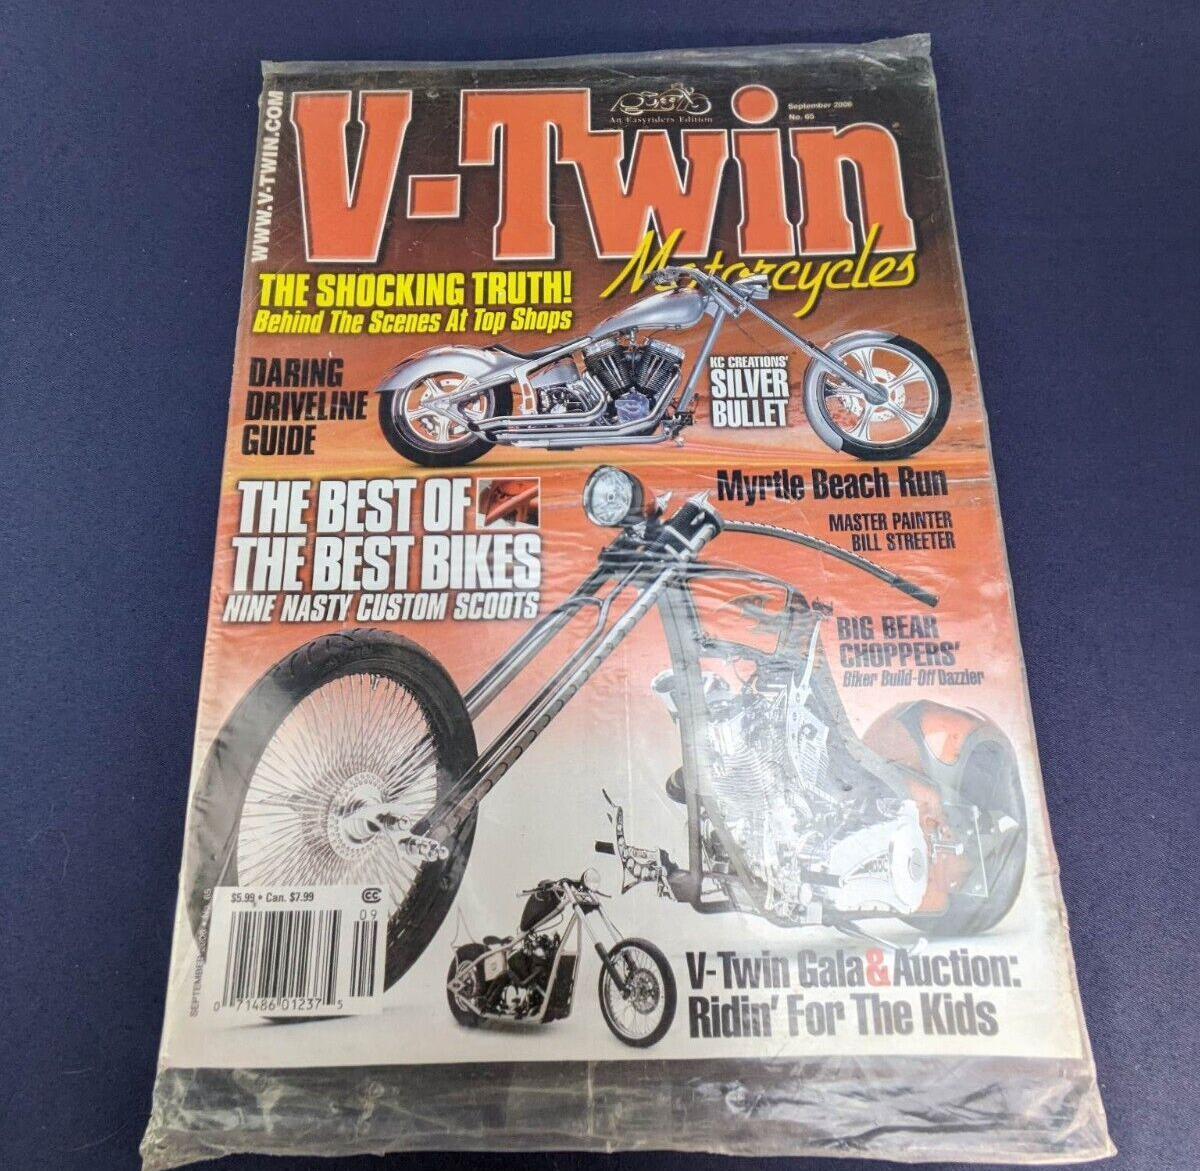 WWW.V-TWIN.COM
V-Twin
An Easyriders Edition
September 2006
No. 65
Motorcycles
THE SHOCKING TRUTH!
Behind The Scenes At Top Shops
DARING
DRIVELINE
GUIDE
KC CREATIONS'
SILVER
BULLET
THE BEST OF
THE BEST BIKES
NINE NASTY CUSTOM SCOOTS
Myrtle Beach Run
MASTER PAINTER
BILL STREETER
BIG BEAR
CHOPPERS'
Biker Build-Off Dazzler
$5.99 • Can. $7.99
CC
09
0 71486 01237 5
V-Twin Gala & Auction:
Ridin' For The Kids